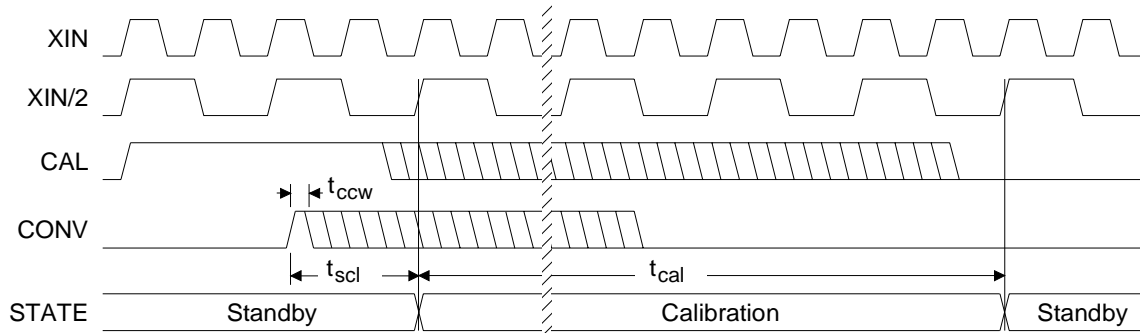 XIN
XIN/2
CAL
tccw
CONV
tscl
tcal
STATE
Standby
Calibration
Standby